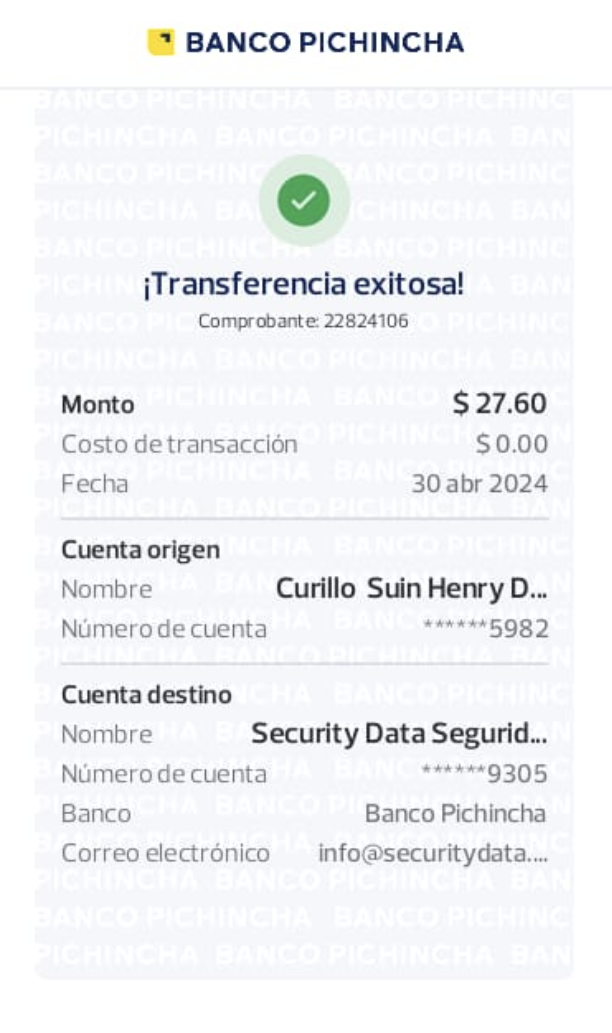 BANCO PICHINCHA
¡Transferencia exitosa!
Comprobante: 22824106
Monto $ 27.60
Costo de transacción $ 0.00
Fecha 30 abr 2024
Cuenta origen
Nombre Curillo Suin Henry D...
Número de cuenta ******5982
Cuenta destino
Nombre Security Data Segurid...
Número de cuenta ******9305
Banco Banco Pichincha
Correo electrónico info@securitydata....